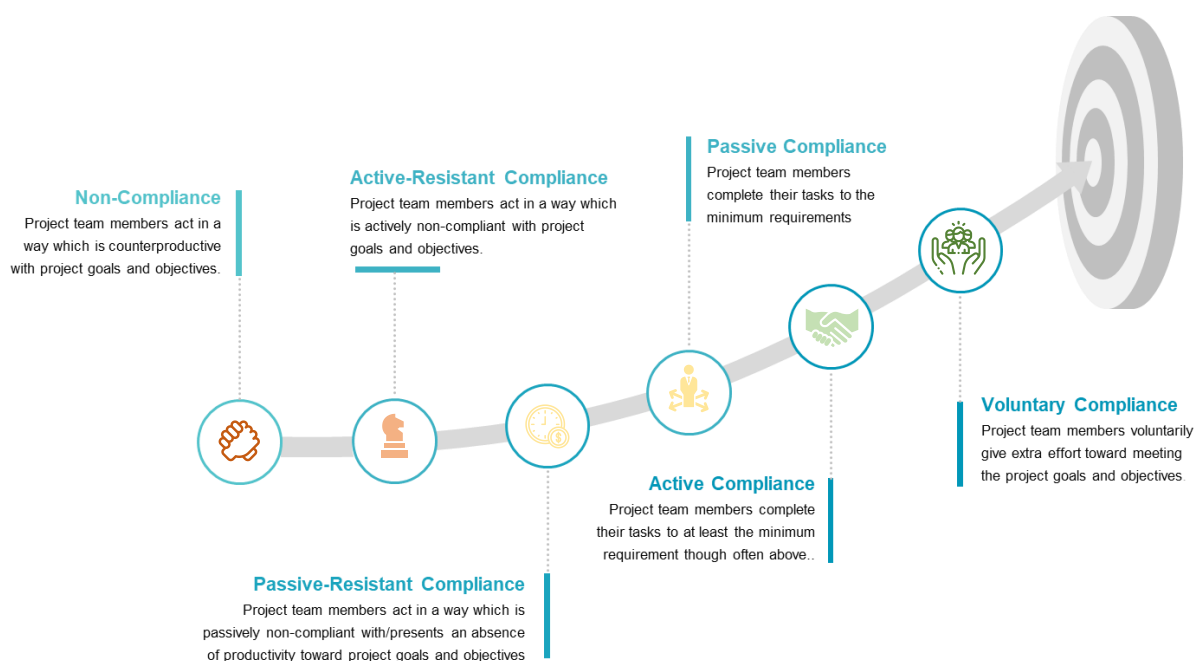 Non-Compliance
Project team members act in a
way which is counterproductive
with project goals and objectives.
Active-Resistant Compliance
Project team members act in a way which
is actively non-compliant with project
goals and objectives.
Passive-Resistant Compliance
Project team members act in a way which is
passively non-compliant with/presents an absence
of productivity toward project goals and objectives
Passive Compliance
Project team members
complete their tasks to the
minimum requirements
Active Compliance
Project team members complete
their tasks to at least the minimum
requirement though often above..
Voluntary Compliance
Project team members voluntarily
give extra effort toward meeting
the project goals and objectives.